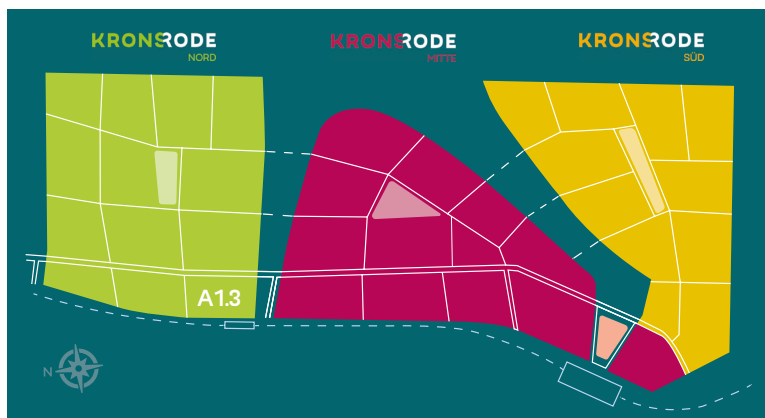 KRONSRODE
NORD
KRONSRODE
MITTE
KRONSRODE
SÜD
A1.3
N